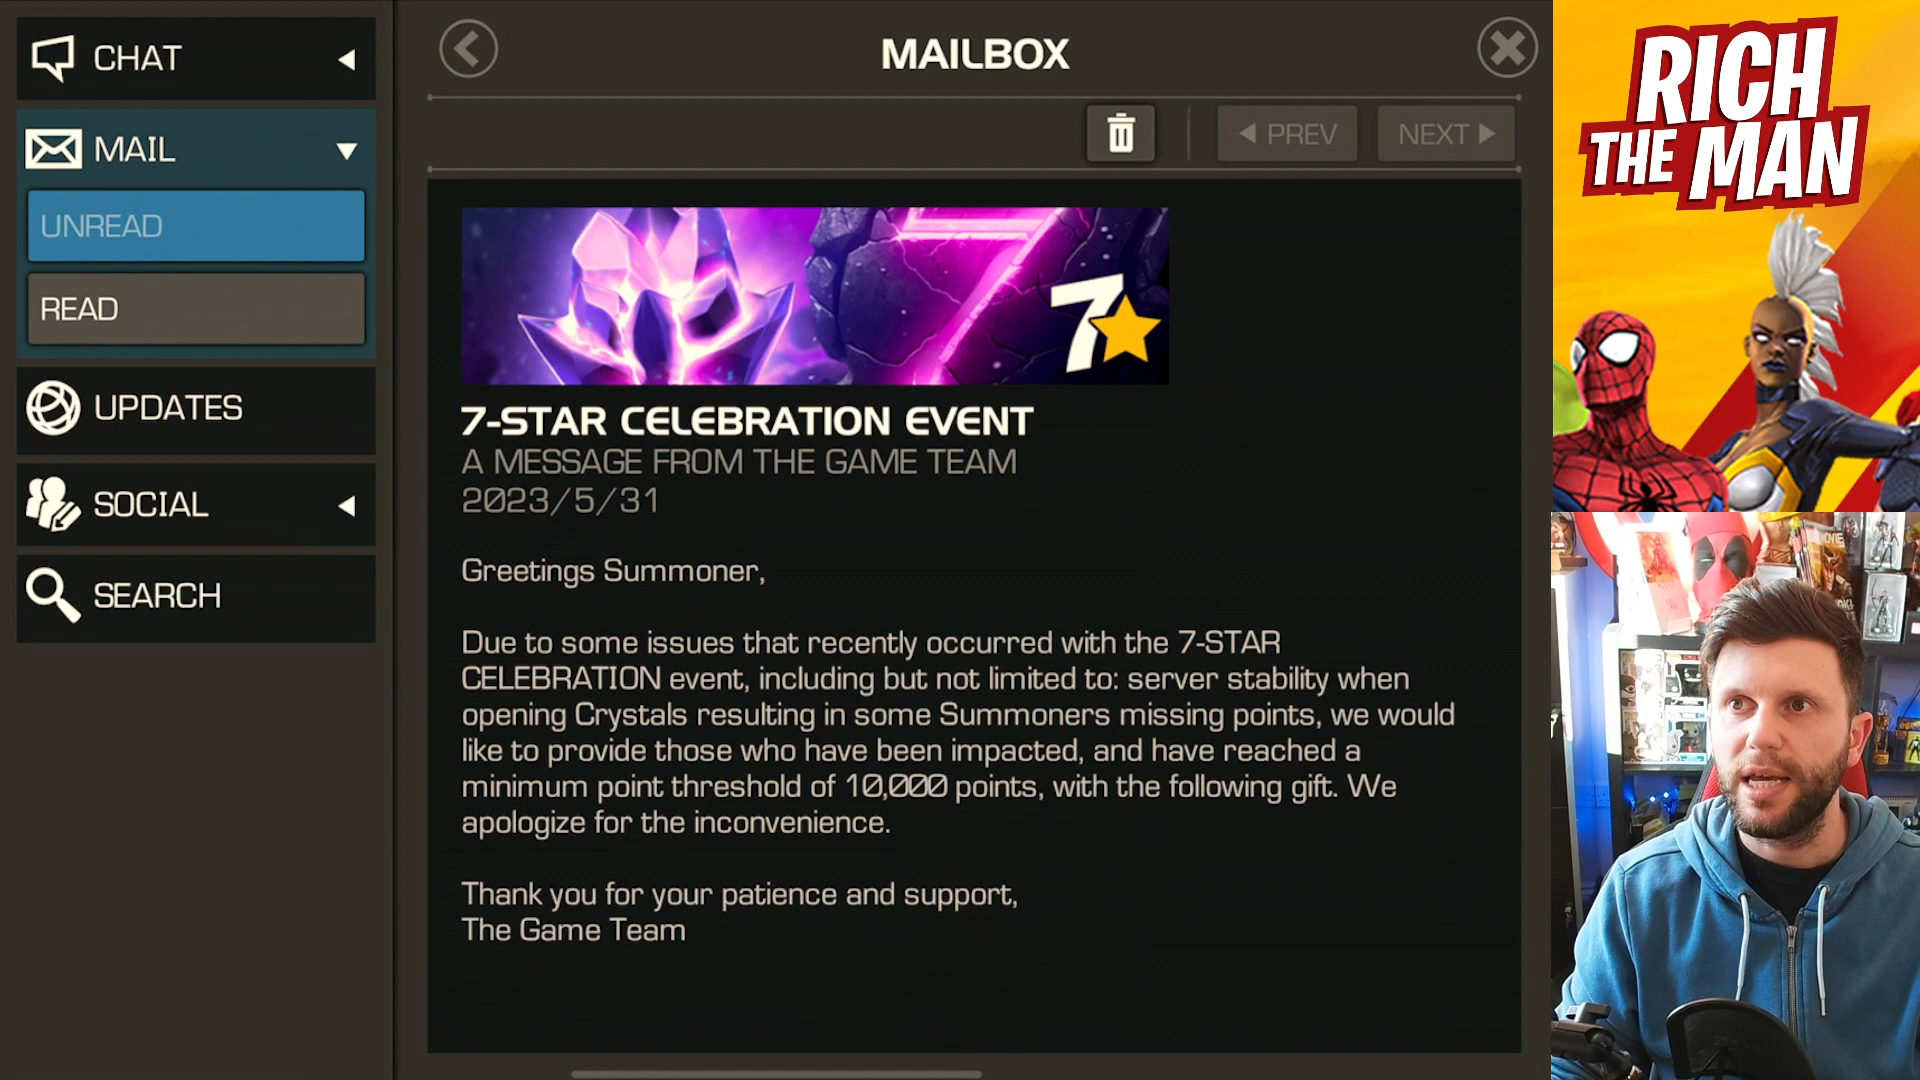 CHAT
MAIL
UNREAD
READ
UPDATES
SOCIAL
SEARCH
MAILBOX
PREV
NEXT
7
7
7-STAR CELEBRATION EVENT
A MESSAGE FROM THE GAME TEAM
2023/5/31
Greetings Summoner,
Due to some issues that recently occurred with the 7-STAR
CELEBRATION event, including but not limited to: server stability when
opening Crystals resulting in some Summoners missing points, we would
like to provide those who have been impacted, and have reached a
minimum point threshold of 10,000 points, with the following gift. We
apologize for the inconvenience.
Thank you for your patience and support,
The Game Team
RICH
THE MAN